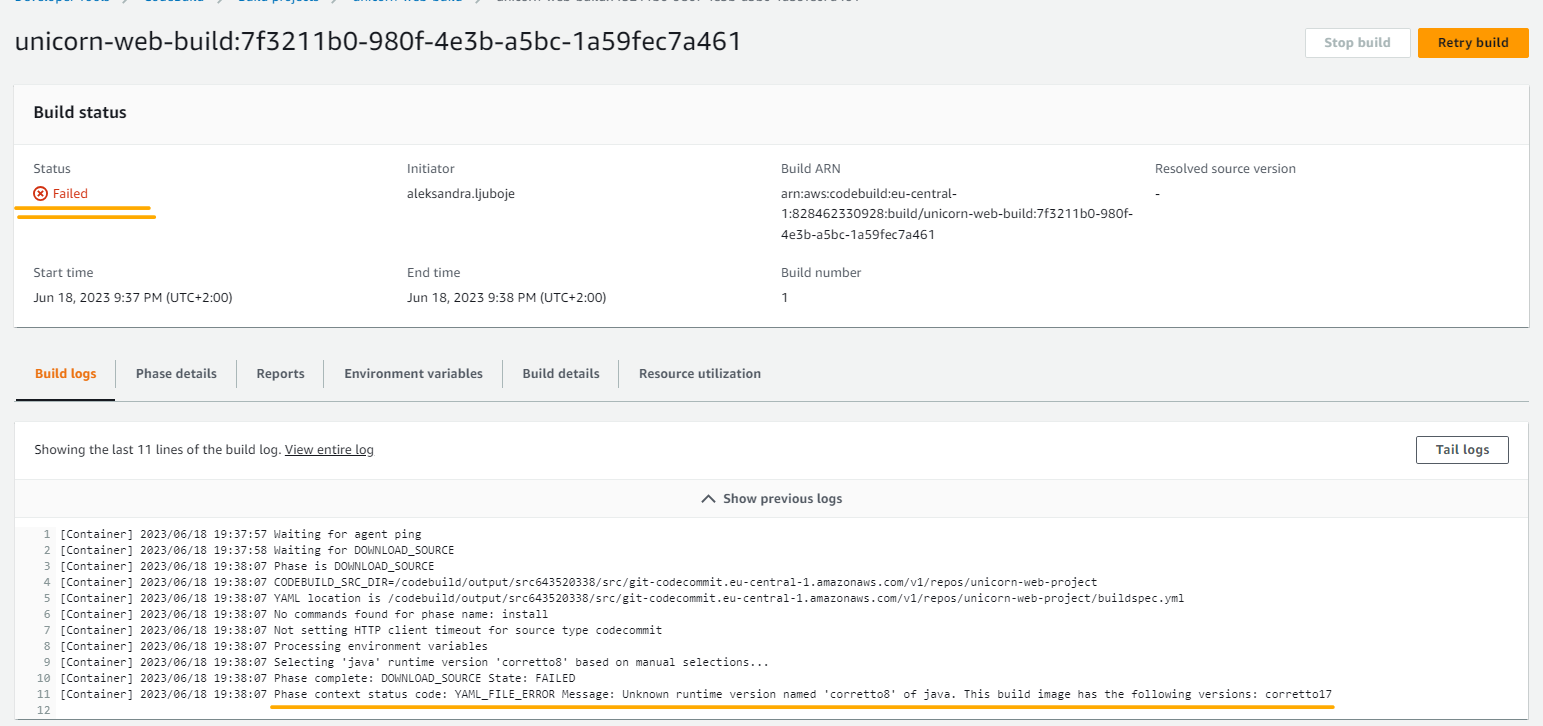 unicorn-web-build:7f3211b0-980f-4e3b-a5bc-1a59fec7a461
Stop build
Retry build
Build status
Status
Initiator
Build ARN
Resolved source version
Failed
aleksandra.ljuboje
arn:aws:codebuild:eu-central-
1:828462330928:build/unicorn-web-build:7f3211b0-980f-
4e3b-a5bc-1a59fec7a461
-
Start time
End time
Build number
Jun 18, 2023 9:37 PM (UTC+2:00)
Jun 18, 2023 9:38 PM (UTC+2:00)
1
Build logs
Phase details
Reports
Environment variables
Build details
Resource utilization
Showing the last 11 lines of the build log. View entire log
Tail logs
Show previous logs
1 [Container] 2023/06/18 19:37:57 Waiting for agent ping
2 [Container] 2023/06/18 19:37:58 Waiting for DOWNLOAD_SOURCE
3 [Container] 2023/06/18 19:38:07 Phase is DOWNLOAD_SOURCE
4 [Container] 2023/06/18 19:38:07 CODEBUILD_SRC_DIR=/codebuild/output/src643520338/src/git-codecommit.eu-central-1.amazonaws.com/v1/repos/unicorn-web-project
5 [Container] 2023/06/18 19:38:07 YAML location is /codebuild/output/src643520338/src/git-codecommit.eu-central-1.amazonaws.com/v1/repos/unicorn-web-project/buildspec.yml
6 [Container] 2023/06/18 19:38:07 No commands found for phase name: install
7 [Container] 2023/06/18 19:38:07 Not setting HTTP client timeout for source type codecommit
8 [Container] 2023/06/18 19:38:07 Processing environment variables
9 [Container] 2023/06/18 19:38:07 Selecting 'java' runtime version 'corretto8' based on manual selections...
10 [Container] 2023/06/18 19:38:07 Phase complete: DOWNLOAD_SOURCE State: FAILED
11 [Container] 2023/06/18 19:38:07 Phase context status code: YAML_FILE_ERROR Message: Unknown runtime version named 'corretto8' of java. This build image has the following versions: corretto17
12